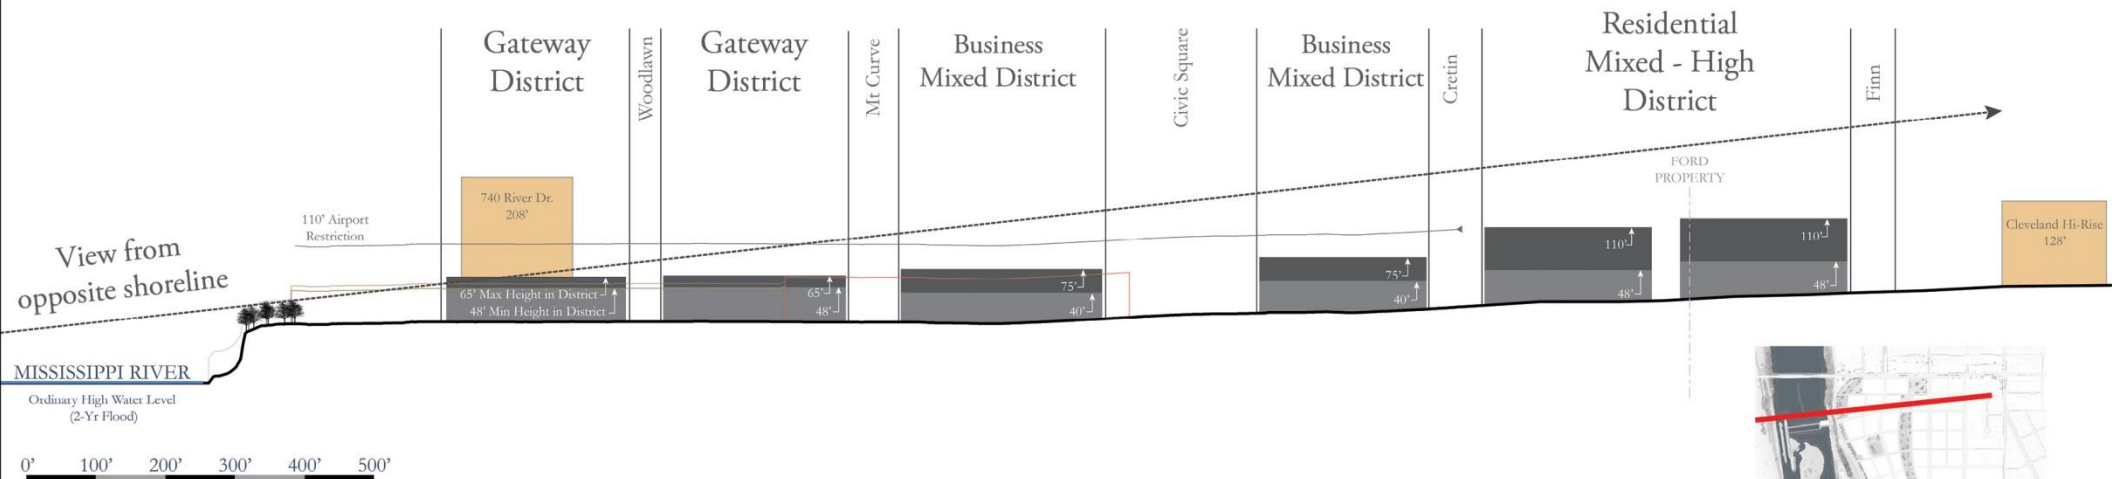 Gateway
District
Woodlawn
Gateway
District
Mt Curve
Business
Mixed District
Civic Square
Business
Mixed District
Cretin
Residential
Mixed - High
District
Finn
FORD
PROPERTY
740 River Dr.
208'
110' Airport
Restriction
View from
opposite shoreline
65' Max Height in District
48' Min Height in District
65'
48'
75'
40'
75'
40'
110'
48'
110'
48'
Cleveland Hi-Rise
128'
MISSISSIPPI RIVER
Ordinary High Water Level
(2-Yr Flood)
0' 100' 200' 300' 400' 500'